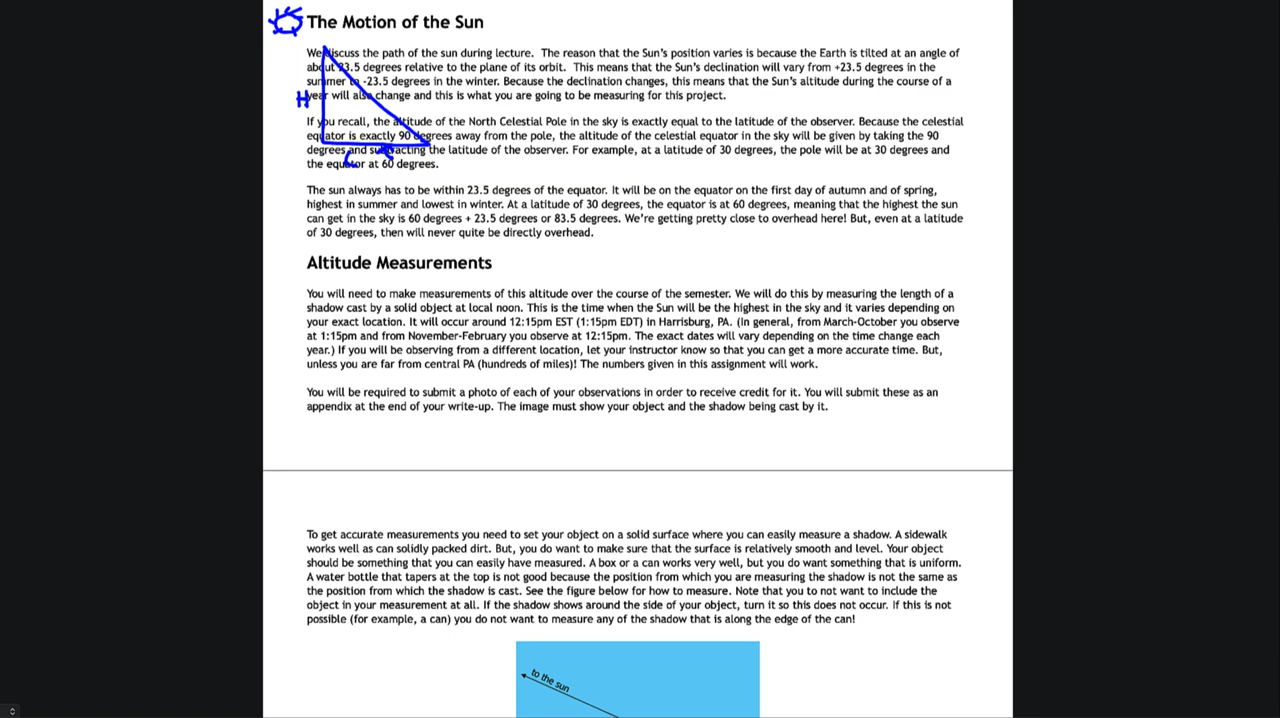 The Motion of the Sun
We discuss the path of the sun during lecture. The reason that the Sun's position varies is because the Earth is tilted at an angle of
about 23.5 degrees relative to the plane of its orbit. This means that the Sun's declination will vary from +23.5 degrees in the
summer to -23.5 degrees in the winter. Because the declination changes, this means that the Sun's altitude during the course of a
H
year will also change and this is what you are going to be measuring for this project.
If you recall, the altitude of the North Celestial Pole in the sky is exactly equal to the latitude of the observer. Because the celestial
equator is exactly 90 degrees away from the pole, the altitude of the celestial equator in the sky will be given by taking the 90
degrees and subtracting the latitude of the observer. For example, at a latitude of 30 degrees, the pole will be at 30 degrees and
the equator at 60 degrees.
The sun always has to be within 23.5 degrees of the equator. It will be on the equator on the first day of autumn and of spring,
highest in summer and lowest in winter. At a latitude of 30 degrees, the equator is at 60 degrees, meaning that the highest the sun
can get in the sky is 60 degrees + 23.5 degrees or 83.5 degrees. We're getting pretty close to overhead here! But, even at a latitude
of 30 degrees, then will never quite be directly overhead.
Altitude Measurements
You will need to make measurements of this altitude over the course of the semester. We will do this by measuring the length of a
shadow cast by a solid object at local noon. This is the time when the Sun will be the highest in the sky and it varies depending on
your exact location. It will occur around 12:15pm EST (1:15pm EDT) in Harrisburg, PA. (In general, from March-October you observe
at 1:15pm and from November-February you observe at 12:15pm. The exact dates will vary depending on the time change each
year.) If you will be observing from a different location, let your instructor know so that you can get a more accurate time. But,
unless you are far from central PA (hundreds of miles)! The numbers given in this assignment will work.
You will be required to submit a photo of each of your observations in order to receive credit for it. You will submit these as an
appendix at the end of your write-up. The image must show your object and the shadow being cast by it.
To get accurate measurements you need to set your object on a solid surface where you can easily measure a shadow. A sidewalk
works well as can solidly packed dirt. But, you do want to make sure that the surface is relatively smooth and level. Your object
should be something that you can easily have measured. A box or a can works very well, but you do want something that is uniform.
A water bottle that tapers at the top is not good because the position from which you are measuring the shadow is not the same as
the position from which the shadow is cast. See the figure below for how to measure. Note that you to not want to include the
object in your measurement at all. If the shadow shows around the side of your object, turn it so this does not occur. If this is not
possible (for example, a can) you do not want to measure any of the shadow that is along the edge of the can!
to the sun